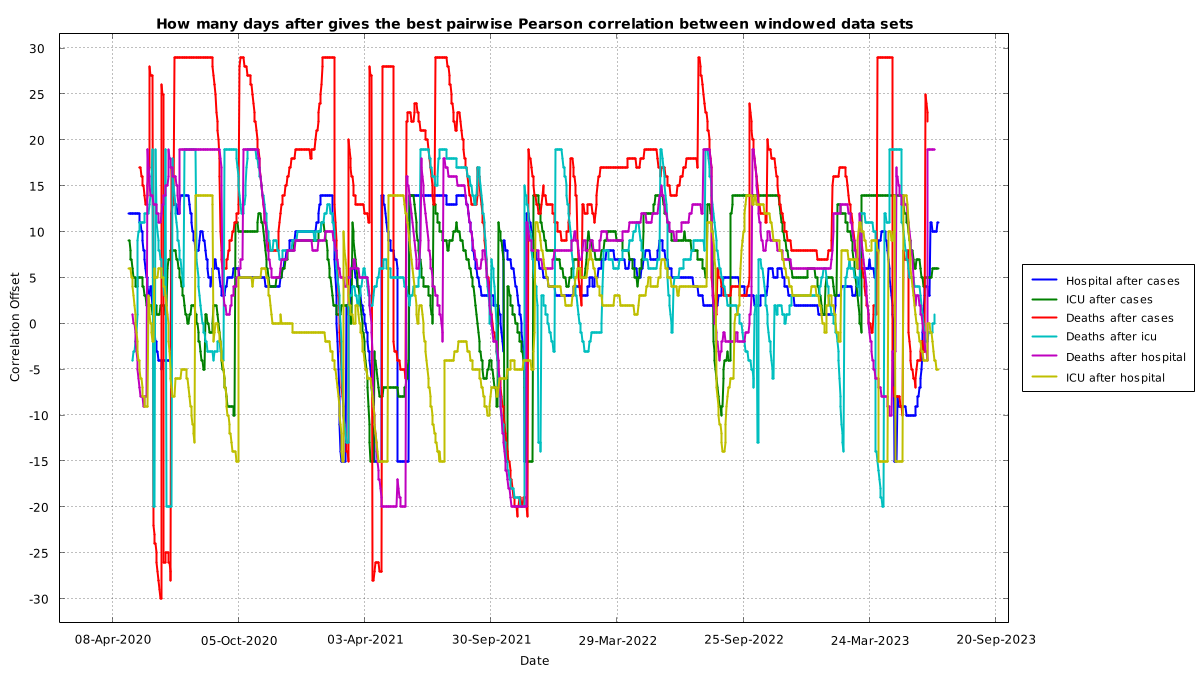 How many days after gives the best pairwise Pearson correlation between windowed data sets
30
25
20
15
10
5
0
-5
-10
-15
-20
-25
-30
Correlation Offset
08-Apr-2020
05-Oct-2020
03-Apr-2021
30-Sep-2021
29-Mar-2022
25-Sep-2022
24-Mar-2023
20-Sep-2023
Date
Hospital after cases
ICU after cases
Deaths after cases
Deaths after icu
Deaths after hospital
ICU after hospital